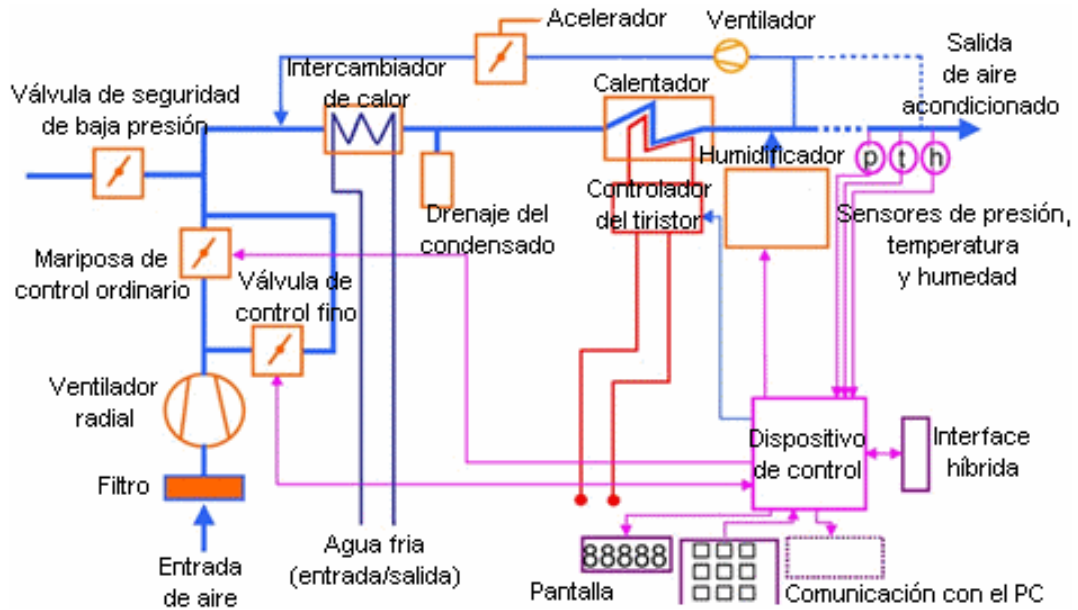 Acelerador
Ventilador
Salida
de aire
acondicionado
Intercambiador
de calor
Calentador
Válvula de seguridad
de baja presión
Humidificador
p t h
Controlador
del tiristor
Drenaje del
condensado
Sensores de presión,
temperatura
y humedad
Mariposa de
control ordinario
Válvula de
control fino
Ventilador
radial
Dispositivo
de control
Interface
híbrida
Filtro
Entrada
de aire
Agua fria
(entrada/salida)
88888
Pantalla
Comunicación con el PC